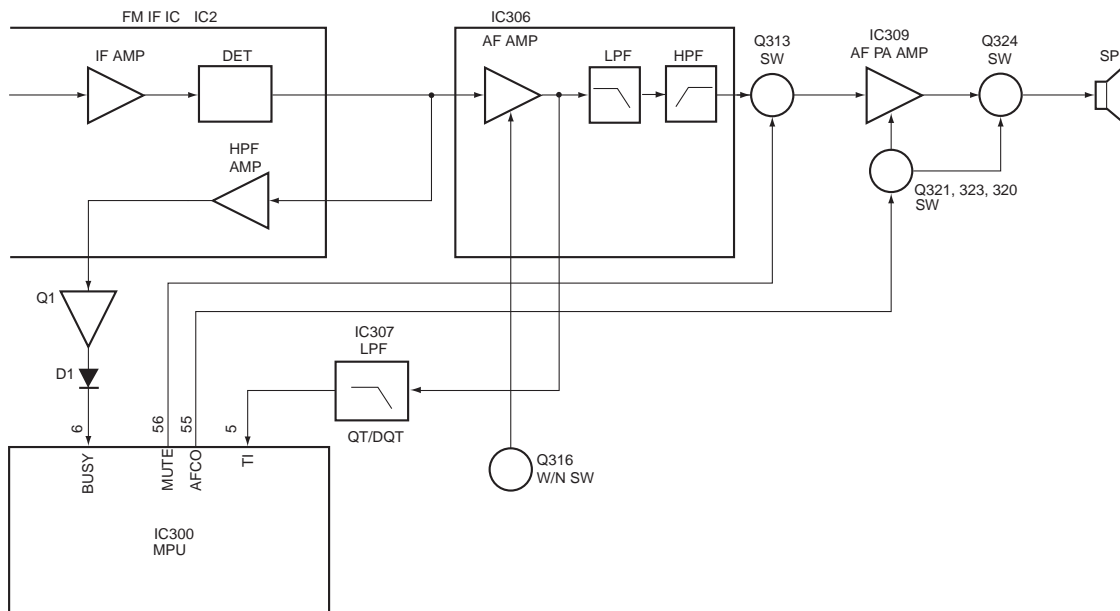 FM IF IC IC2
IF AMP
DET
HPF
AMP
IC306
AF AMP
LPF
HPF
Q313
SW
IC309
AF PA AMP
Q324
SW
SP
Q321, 323, 320
SW
Q1
D1
IC307
LPF
QT/DQT
Q316
W/N SW
6
56
55
5
BUSY
MUTE
AFCO
TI
IC300
MPU